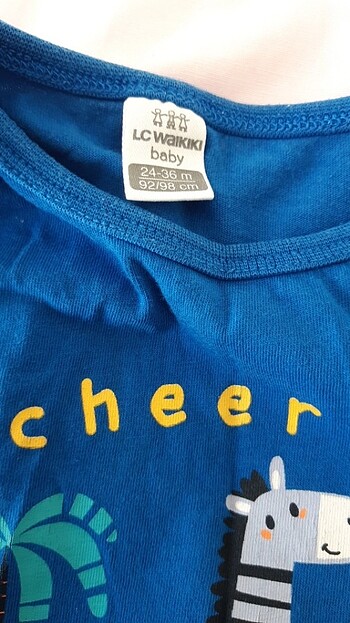 LC WAIKIKI
baby
24-36 m
92/98 cm
cheer